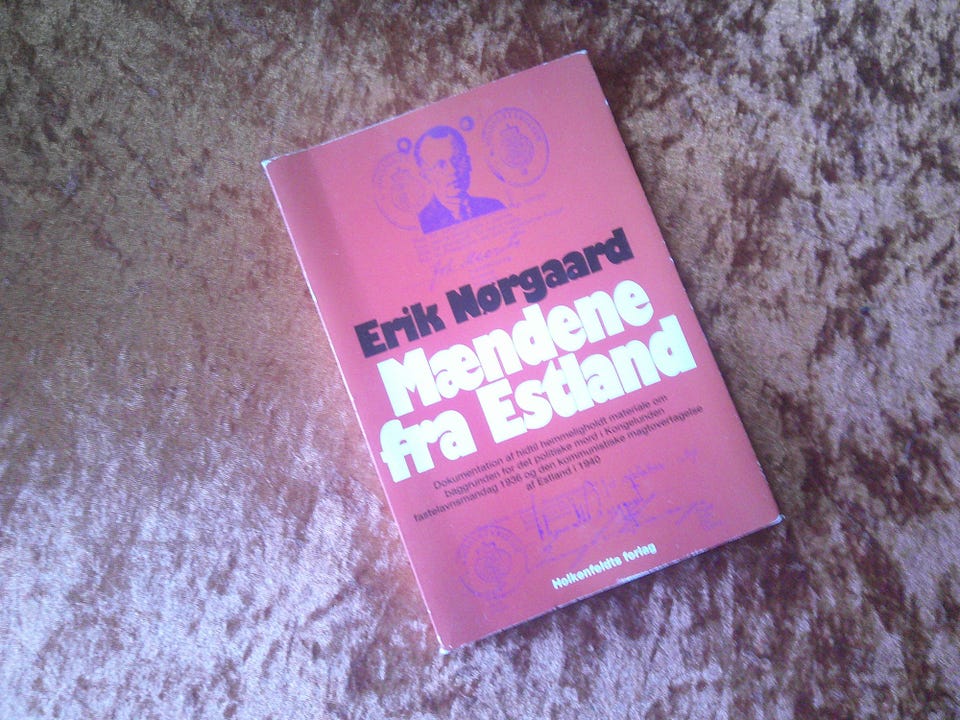 Erik Nørgaard
Mændene
fra Estland
Dokumentation af hidtil hemmeligholdt materiale om
baggrunden for det politiske mord i Kongelunden
fastelavnsmandag 1936 og den kommunistiske magtovertagelse
af Estland i 1940
Holkenfeldts forlag